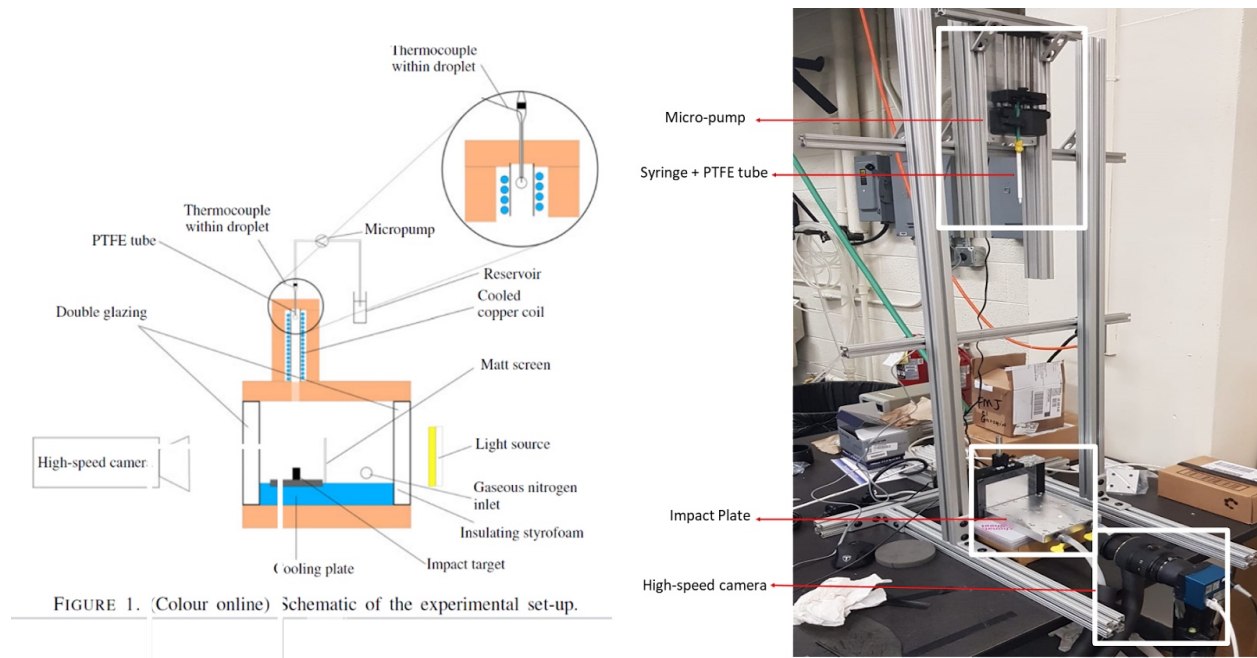 Thermocouple
within droplet
Thermocouple
within droplet
PTFE tube
Micropump
Reservoir
Cooled
copper coil
Double glazing
Matt screen
High-speed camera
Light source
Gaseous nitrogen
inlet
Insulating styrofoam
Cooling plate
Impact target
FIGURE 1. (Colour online) Schematic of the experimental set-up.
Micro-pump
Syringe + PTFE tube
Impact Plate
High-speed camera
FMJ